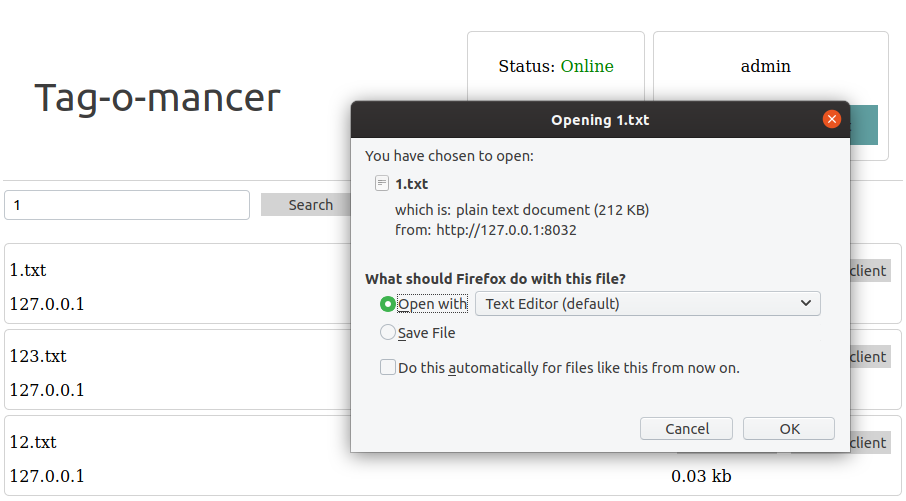 Status: Online
admin
Tag-o-mancer
Opening 1.txt
You have chosen to open:
1.txt
which is: plain text document (212 KB)
from: http://127.0.0.1:8032
What should Firefox do with this file?
Open with Text Editor (default)
Save File
Do this automatically for files like this from now on.
Cancel OK
1 Search
1.txt client
127.0.0.1
123.txt client
127.0.0.1
12.txt client
127.0.0.1 0.03 kb